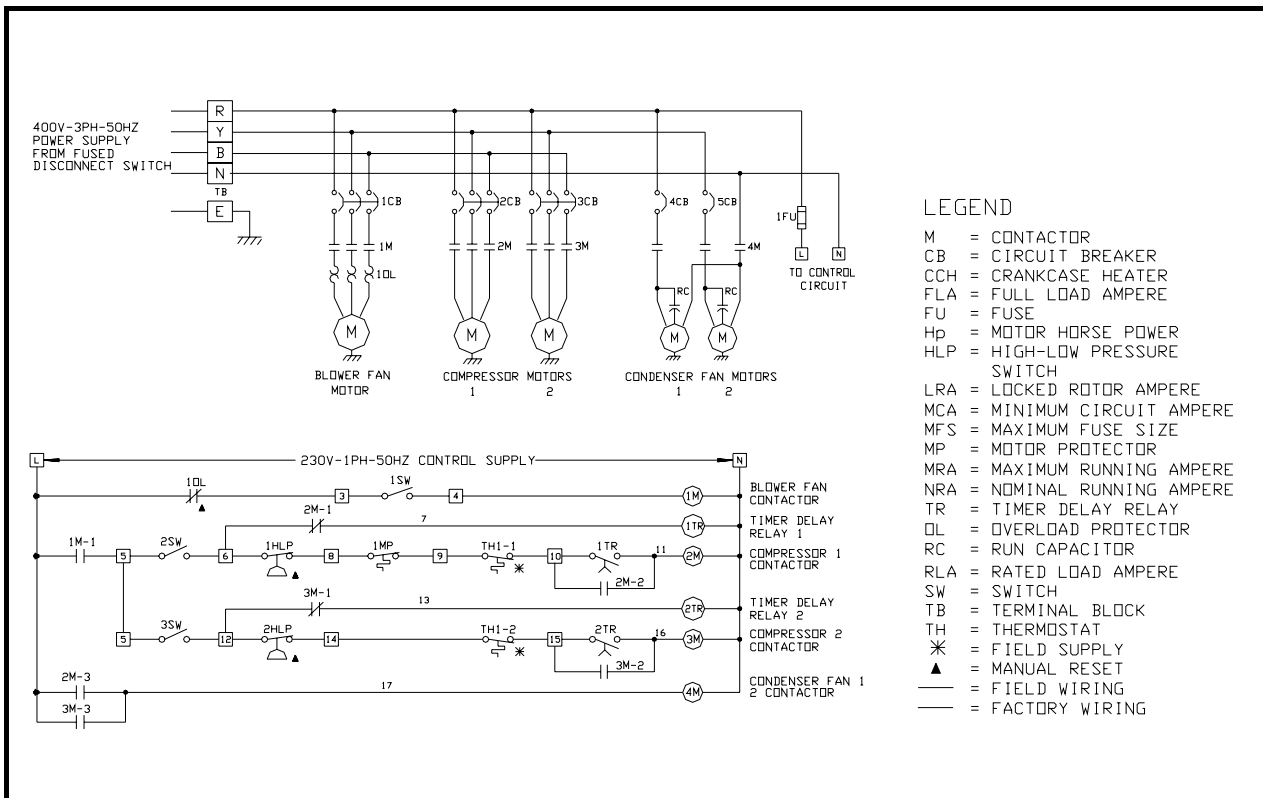 R
Y
B
N
TB
E
400V-3PH-50HZ
POWER SUPPLY
FROM FUSED
DISCONNECT SWITCH
1CB
2CB
3CB
4CB
5CB
1FU
1M
2M
3M
4M
1OL
L
N
TO CONTROL
CIRCUIT
RC
RC
M
M
M
M
M
BLOWER FAN
MOTOR
COMPRESSOR MOTORS
1 2
CONDENSER FAN MOTORS
1 2
L
230V-1PH-50HZ CONTROL SUPPLY
N
1OL
3
1SW
4
1M
BLOWER FAN
CONTACTOR
2M-1
7
1TR
TIMER DELAY
RELAY 1
1M-1
5
2SW
6
1HLP
8
1MP
9
TH1-1
10
1TR
11
2M
COMPRESSOR 1
CONTACTOR
2M-2
3M-1
13
2TR
TIMER DELAY
RELAY 2
5
3SW
12
2HLP
14
TH1-2
15
2TR
16
3M
COMPRESSOR 2
CONTACTOR
3M-2
2M-3
17
4M
CONDENSER FAN 1
2 CONTACTOR
3M-3
LEGEND
M = CONTACTOR
CB = CIRCUIT BREAKER
CCH = CRANKCASE HEATER
FLA = FULL LOAD AMPERE
FU = FUSE
Hp = MOTOR HORSE POWER
HLP = HIGH-LOW PRESSURE
SWITCH
LRA = LOCKED ROTOR AMPERE
MCA = MINIMUM CIRCUIT AMPERE
MFS = MAXIMUM FUSE SIZE
MP = MOTOR PROTECTOR
MRA = MAXIMUM RUNNING AMPERE
NRA = NOMINAL RUNNING AMPERE
TR = TIMER DELAY RELAY
OL = OVERLOAD PROTECTOR
RC = RUN CAPACITOR
RLA = RATED LOAD AMPERE
SW = SWITCH
TB = TERMINAL BLOCK
TH = THERMOSTAT
= FIELD SUPPLY
▲ = MANUAL RESET
= FIELD WIRING
= FACTORY WIRING